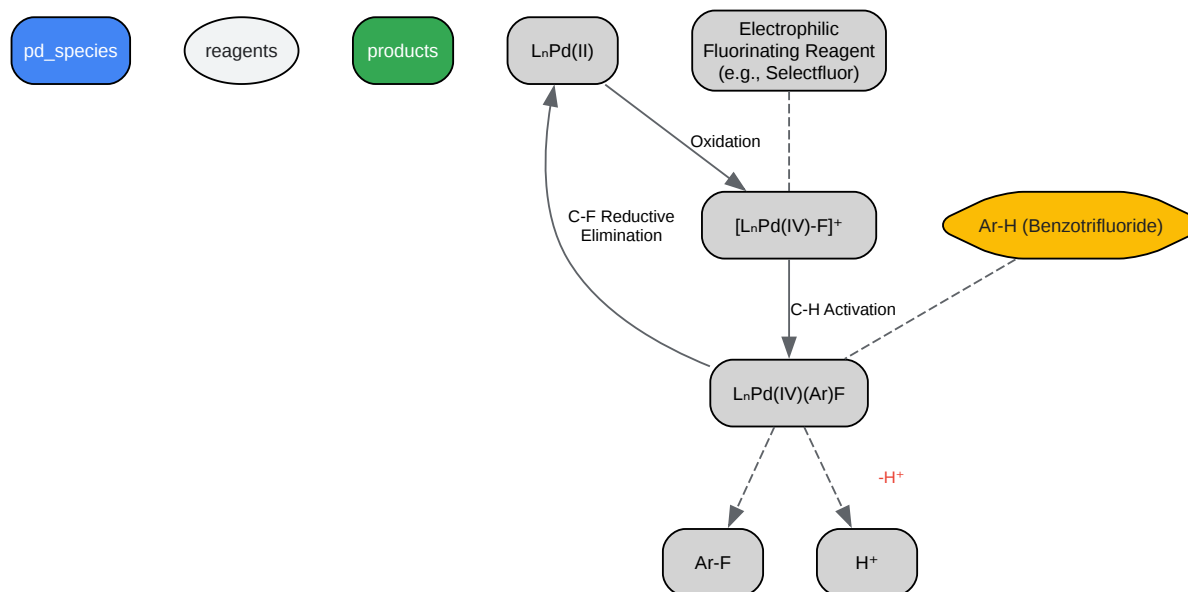 pd_species
reagents
products
LₙPd(II)
Electrophilic
Fluorinating Reagent
(e.g., Selectfluor)
Oxidation
C-F Reductive
Elimination
[LₙPd(IV)-F]⁺
Ar-H (Benzotrifluoride)
C-H Activation
LₙPd(IV)(Ar)F
-H⁺
Ar-F
H⁺